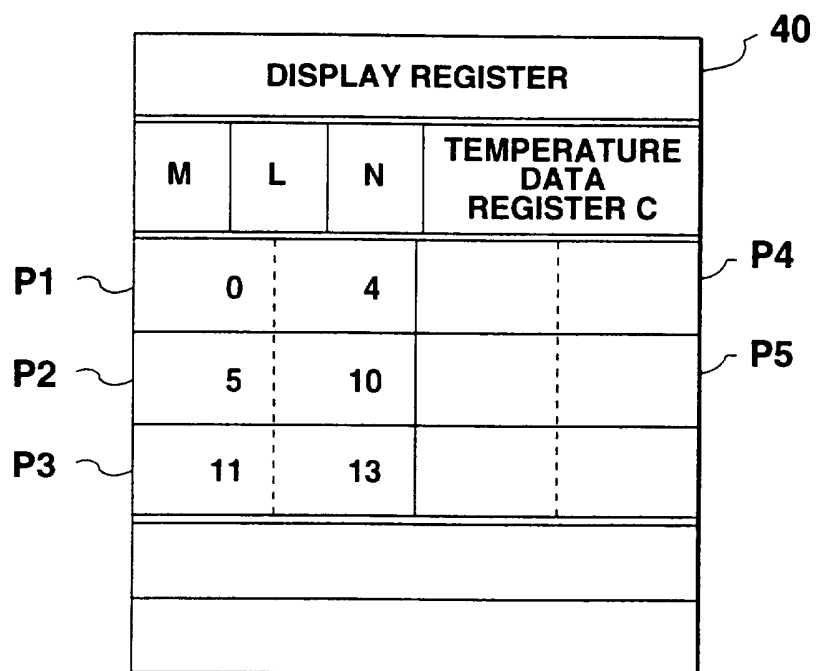 40
DISPLAY REGISTER
M L N TEMPERATURE
DATA
REGISTER C
P1 0 4 P4
P2 5 10 P5
P3 11 13